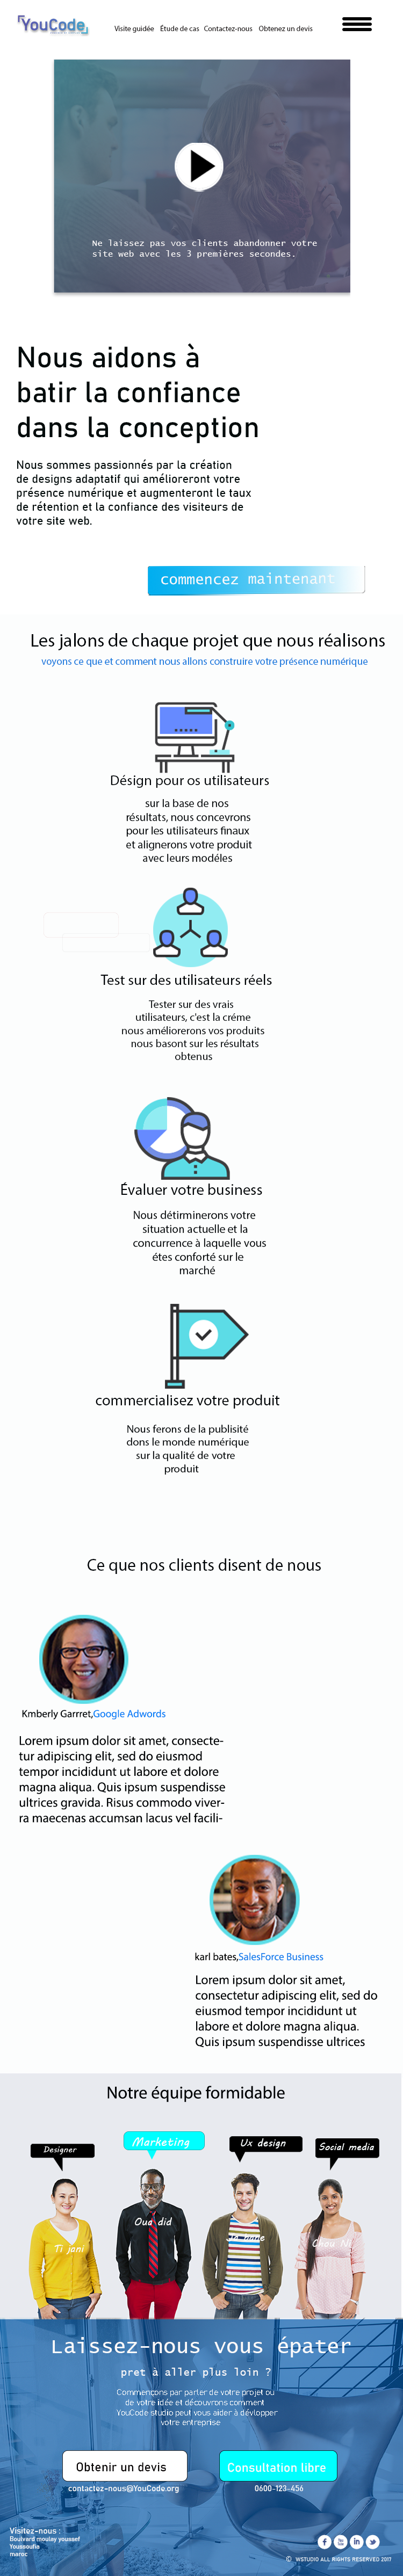 YouCode
Visite guidée Étude de cas Contactez-nous Obtenez un devis
Ne laissez pas vos clients abandonner votre
site web avec les 3 premières secondes.
Nous aidons à
batir la confiance
dans la conception
Nous sommes passionnés par la création
de designs adaptatif qui amélioreront votre
présence numérique et augmenteront le taux
de rétention et la confiance des visiteurs de
votre site web.
commencez maintenant
Les jalons de chaque projet que nous réalisons
voyons ce que et comment nous allons construire votre présence numérique
Désign pour os utilisateurs
sur la base de nos
résultats, nous concevrons
pour les utilisateurs finaux
et alignerons votre produit
avec leurs modéles
Test sur des utilisateurs réels
Tester sur des vrais
utilisateurs, c'est la créme
nous améliorerons vos produits
nous basont sur les résultats
obtenus
Évaluer votre business
Nous détirminerons votre
situation actuelle et la
concurrence à laquelle vous
étes conforté sur le
marché
commercialisez votre produit
Nous ferons de la publisité
dons le monde numérique
sur la qualité de votre
produit
Ce que nos clients disent de nous
Kmberly Garrret,Google Adwords
Lorem ipsum dolor sit amet, consecte-
tur adipiscing elit, sed do eiusmod
tempor incididunt ut labore et dolore
magna aliqua. Quis ipsum suspendisse
ultrices gravida. Risus commodo viver-
ra maecenas accumsan lacus vel facili-
karl bates,SalesForce Business
Lorem ipsum dolor sit amet,
consectetur adipiscing elit, sed do
eiusmod tempor incididunt ut
labore et dolore magna aliqua.
Quis ipsum suspendisse ultrices
Notre équipe formidable
Designer Marketing Ux design Social media
Ti jani Oua did
Laissez-nous vous épater
pret à aller plus loin ?
Commençons par parler de votre projet ou
de votre idée et découvrons comment
YouCode studio peut vous aider à dévlopper
votre entreprise
Obtenir un devis Consultation libre
contactez-nous@YouCode.org 0600-123-456
Visitez-nous :
Boulvard moulay youssef
Youssoufia
maroc
© WSTUDIO ALL RIGHTS RESERVED 2017